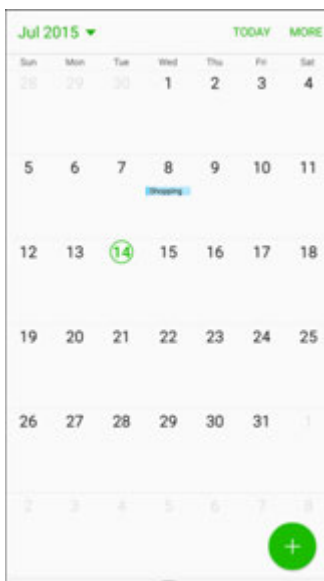 Jul 2015 TODAY MORE
Sun Mon Tue Wed Thu Fri Sat
28 29 30 1 2 3 4
5 6 7 8 9 10 11
Shopping
12 13 14 15 16 17 18
19 20 21 22 23 24 25
26 27 28 29 30 31 1
2 3 4 5 6 7 8